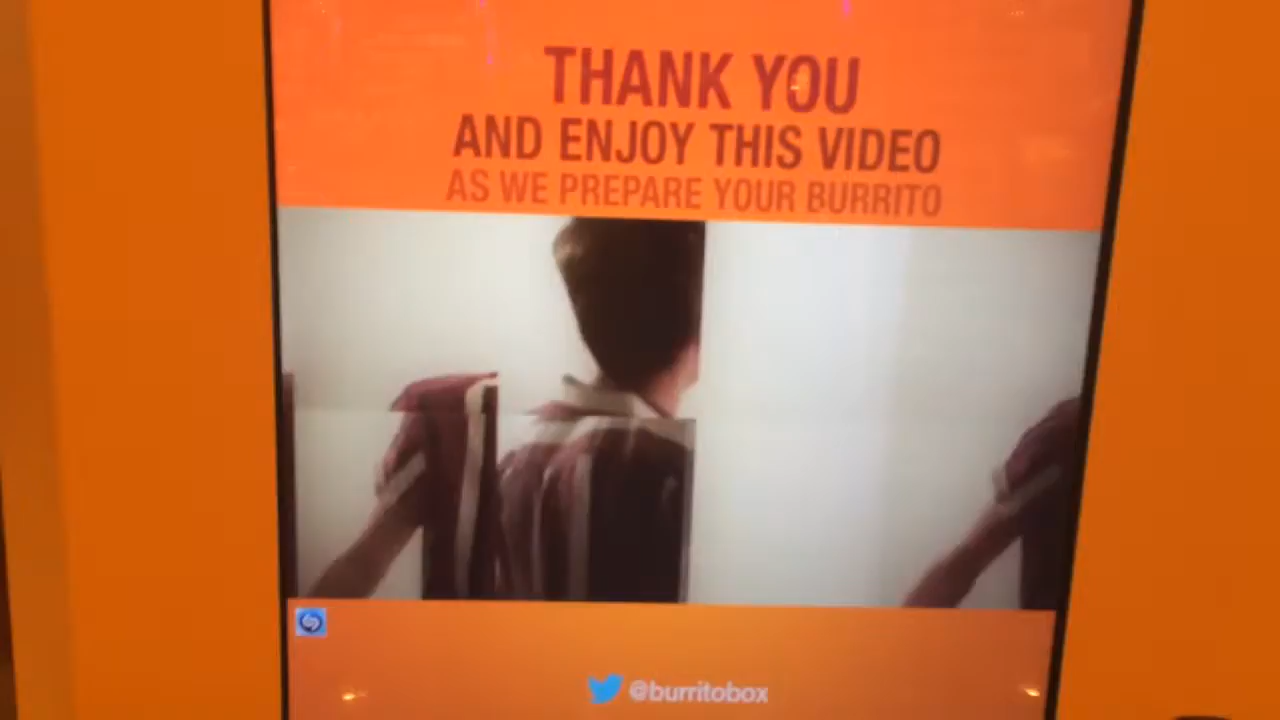 THANK YOU
AND ENJOY THIS VIDEO
AS WE PREPARE YOUR BURRITO
@burritobox